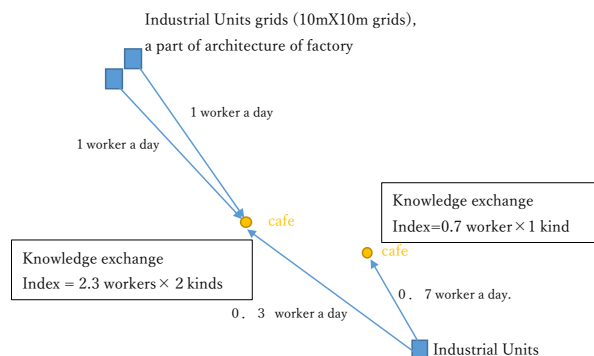 Industrial Units grids (10mX10m grids),
a part of architecture of factory
1 worker a day
1 worker a day
cafe
Knowledge exchange
Index=0.7 worker×1 kind
cafe
Knowledge exchange
Index = 2.3 workers× 2 kinds
0． 7 worker a day.
0． 3 worker a day
Industrial Units